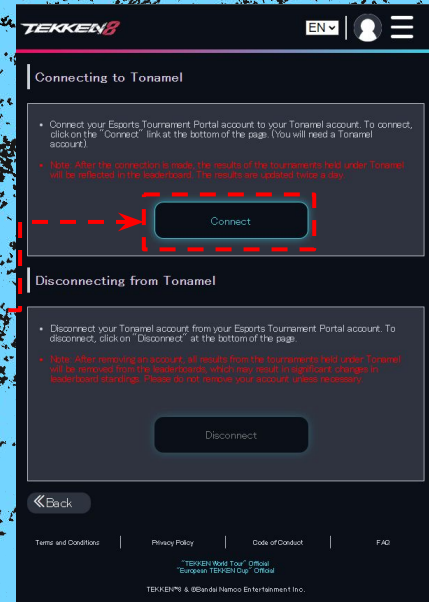 TEKKEN8
EN
Connecting to Tonamel
• Connect your Esports Tournament Portal account to your Tonamel account. To connect,
click on the "Connect" link at the bottom of the page. (You will need a Tonamel
account).
• Note: After the connection is made, the results of the tournaments held under Tonamel
will be reflected in the leaderboard. The results are updated twice a day.
Connect
Disconnecting from Tonamel
• Disconnect your Tonamel account from your Esports Tournament Portal account. To
disconnect, click on "Disconnect" at the bottom of the page.
• Note: After removing an account, all results from the tournaments held under Tonamel
will be removed from the leaderboards, which may result in significant changes in
leaderboard standings. Please do not remove your account unless necessary.
Disconnect
Back
Terms and Conditions | Privacy Policy | Code of Conduct | FAQ
"TEKKEN World Tour" Official
"European TEKKEN Cup" Official
TEKKEN™8 & ©Bandai Namco Entertainment Inc.